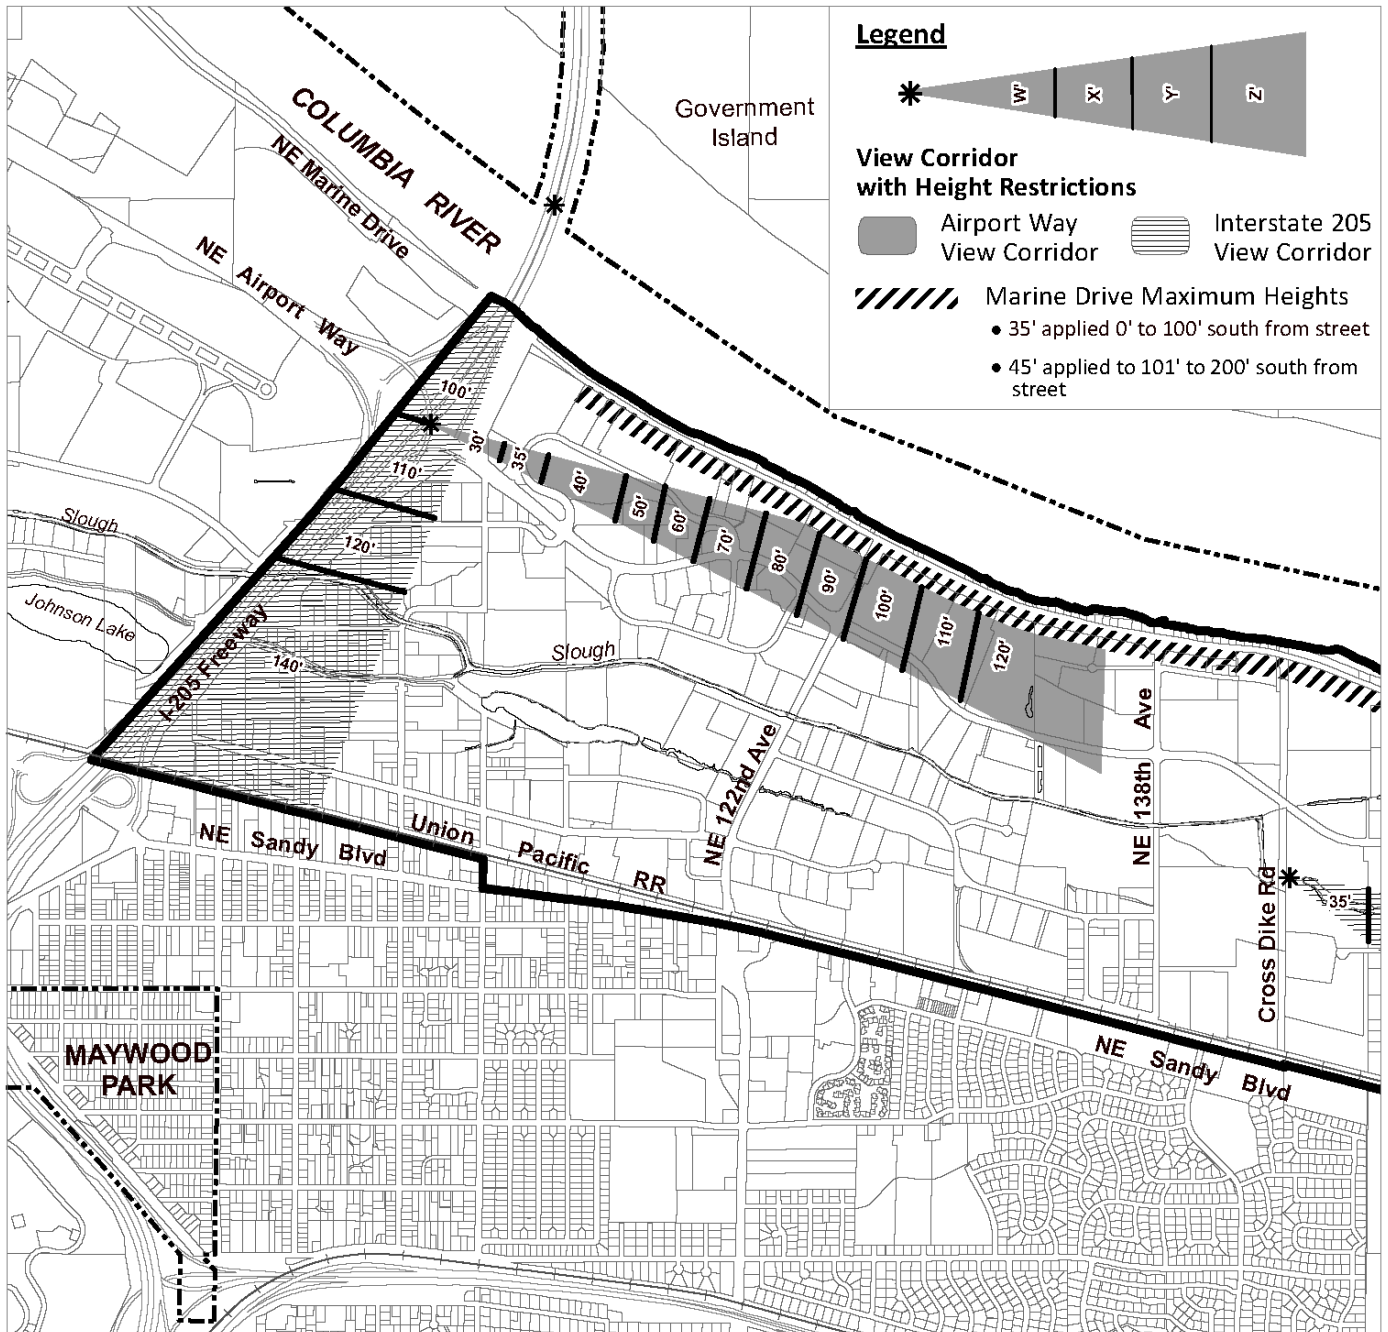 Legend
W'
X'
Y'
Z'
View Corridor
with Height Restrictions
Airport Way
View Corridor
Interstate 205
View Corridor
Marine Drive Maximum Heights
• 35' applied 0' to 100' south from street
• 45' applied to 101' to 200' south from
street
Government
Island
COLUMBIA RIVER
NE Marine Drive
NE Airport Way
100'
110'
120'
140'
30'
35'
40'
50'
60'
70'
80'
90'
100'
110'
120'
Slough
Johnson Lake
I-205 Freeway
Slough
NE 122nd Ave
NE 138th Ave
Cross Dike Rd
35'
NE Sandy Blvd
Union Pacific RR
MAYWOOD
PARK
NE Sandy Blvd